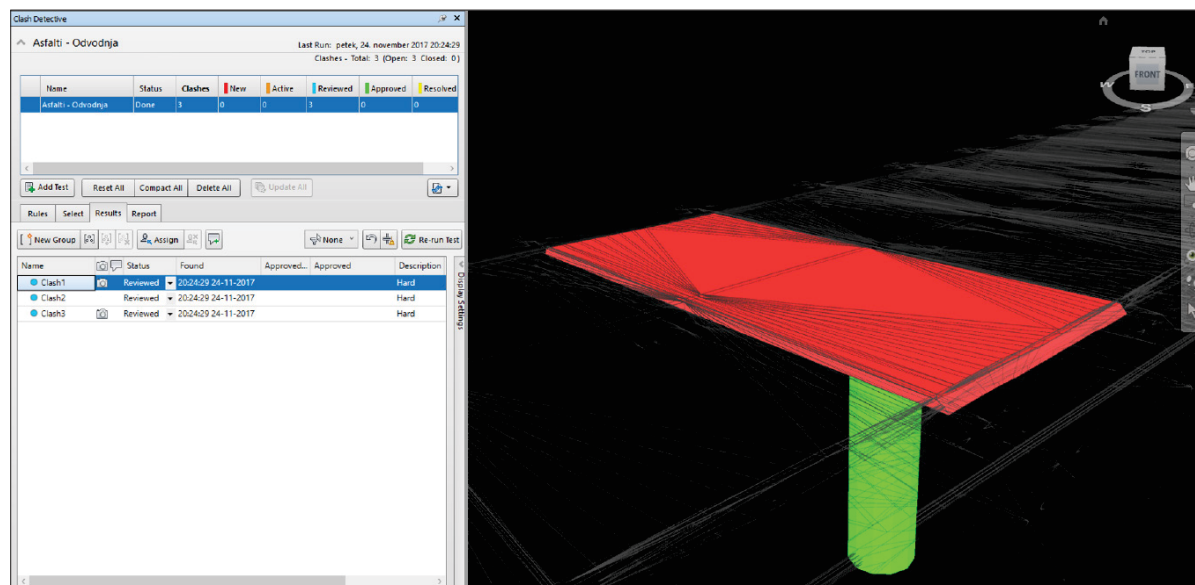 Clash Detective
Asfalti - Odvodnja
Last Run: petek, 24. november 2017 20:24:29
Clashes - Total: 3 (Open: 3 Closed: 0)
Name Status Clashes New Active Reviewed Approved Resolved
Asfalti - Odvodnja Done 3 0 0 3 0 0
Add Test Reset All Compact All Delete All Update All
Rules Select Results Report
New Group Assign None Re-run Test
Name Status Found Approved... Approved Description
Clash1 Reviewed 20:24:29 24-11-2017 Hard
Clash2 Reviewed 20:24:29 24-11-2017 Hard
Clash3 Reviewed 20:24:29 24-11-2017 Hard
Display Settings
TOP
FRONT
W
S